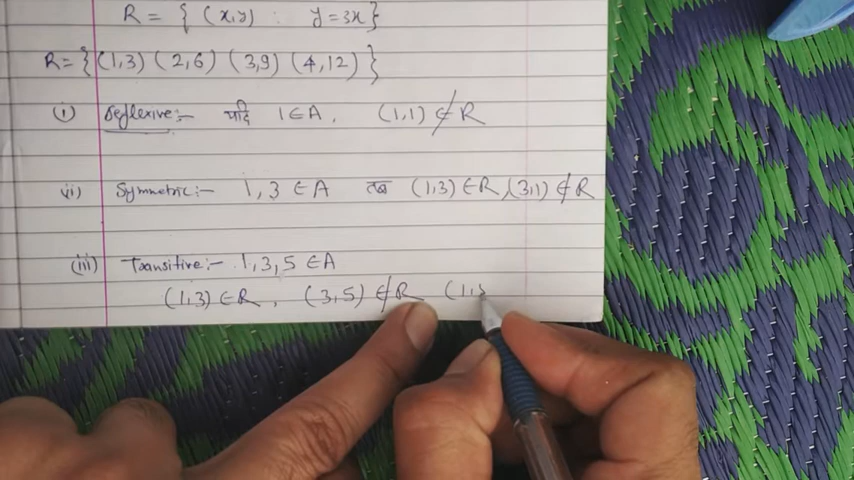 R = { (x,y) : y = 3x }
R = { (1,3) (2,6) (3,9) (4,12) }
(i) Reflexive:- यदि 1 ∈ A, (1,1) ∉ R
(ii) Symmetric:- 1, 3 ∈ A तब (1,3) ∈ R, (3,1) ∉ R
(iii) Transitive:- 1, 3, 5 ∈ A
(1,3) ∈ R, (3,5) ∉ R (1,